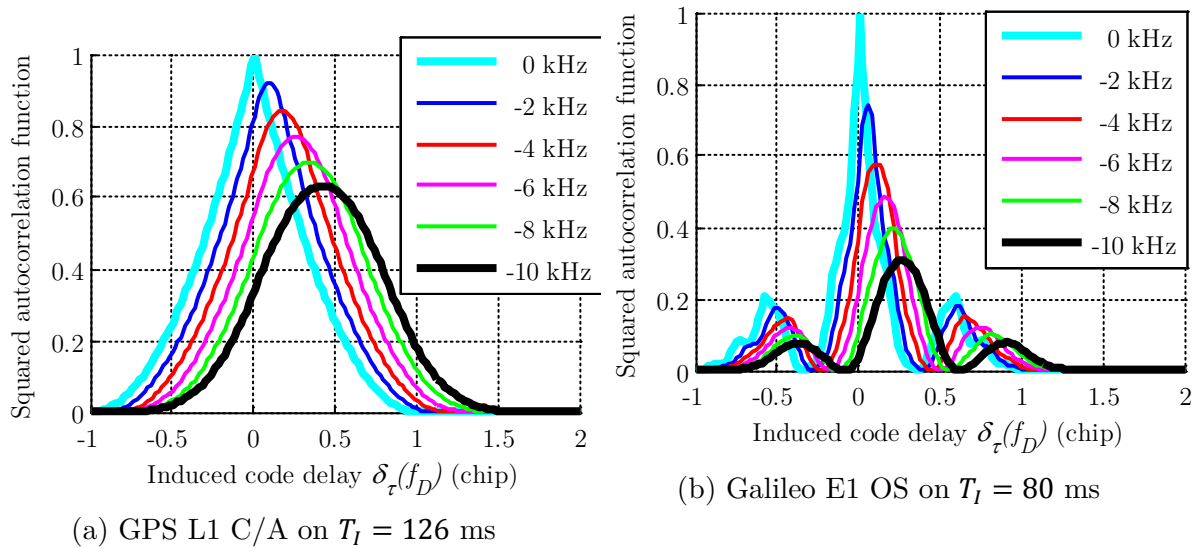 Squared autocorrelation function
1
0.8
0.6
0.4
0.2
0
-1
-0.5
0
0.5
1
1.5
2
0 kHz
-2 kHz
-4 kHz
-6 kHz
-8 kHz
-10 kHz
Induced code delay δτ(fD) (chip)
(a) GPS L1 C/A on TI = 126 ms
Squared autocorrelation function
1
0.8
0.6
0.4
0.2
0
-1
-0.5
0
0.5
1
1.5
2
0 kHz
-2 kHz
-4 kHz
-6 kHz
-8 kHz
-10 kHz
Induced code delay δτ(fD) (chip)
(b) Galileo E1 OS on TI = 80 ms